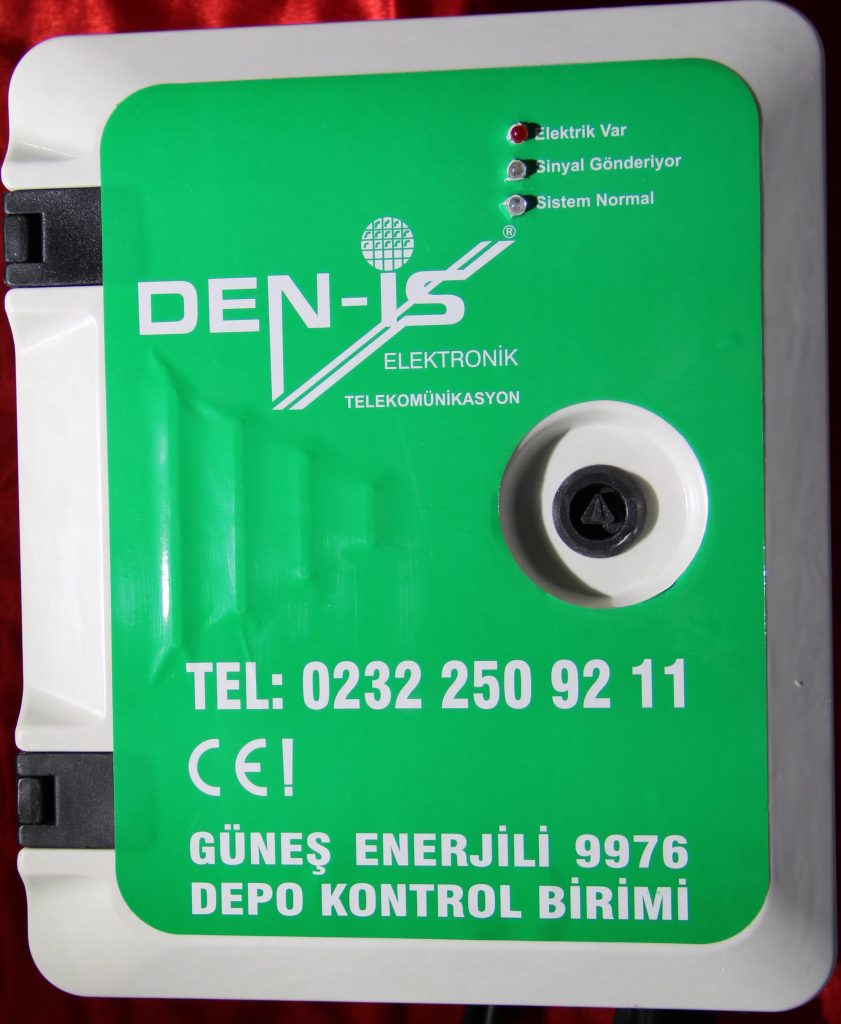 Elektrik Var
Sinyal Gönderiyor
Sistem Normal
DEN-İS ®
ELEKTRONİK
TELEKOMÜNİKASYON
TEL: 0232 250 92 11
CE!
GÜNEŞ ENERJİLİ 9976
DEPO KONTROL BİRİMİ